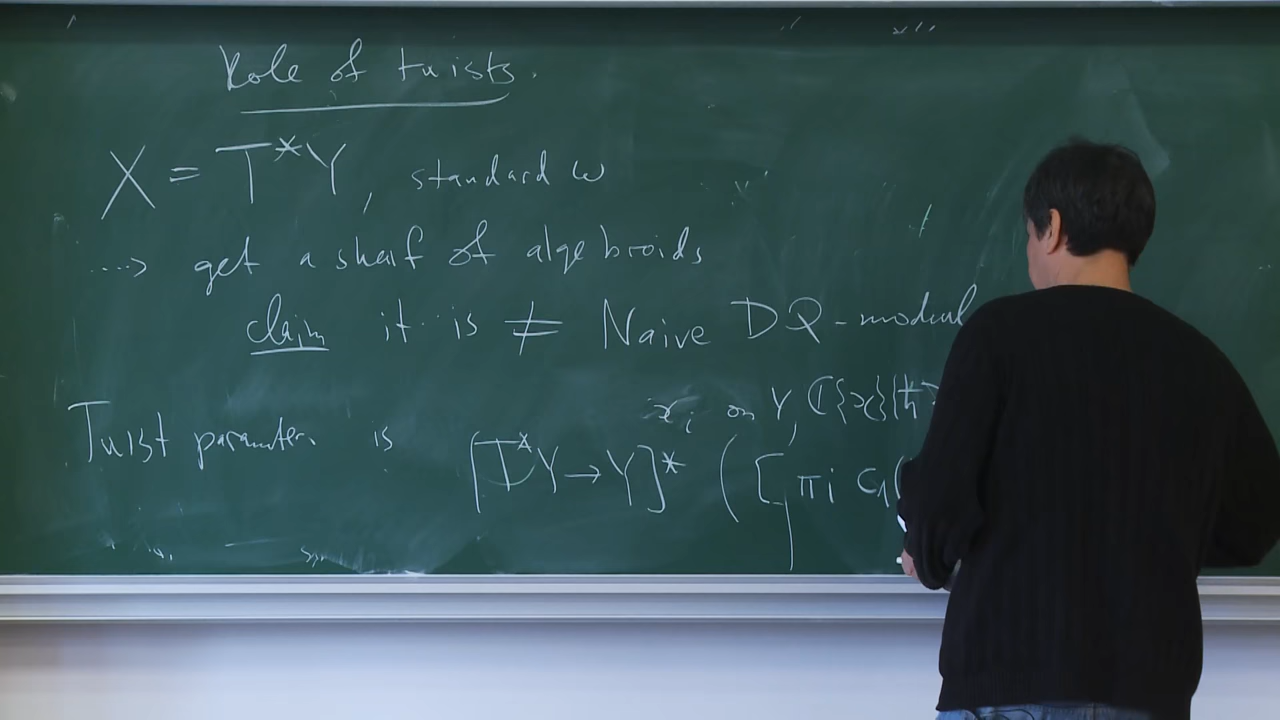 Role of twists.
X = T*Y, standard ω
⇢ get a sheaf of algebroids
claim it is ≠ Naive DQ-modul
x_i on Y, ℂ{x}[ħ
Twist parameter is [T*Y → Y]* ([πi c₁(